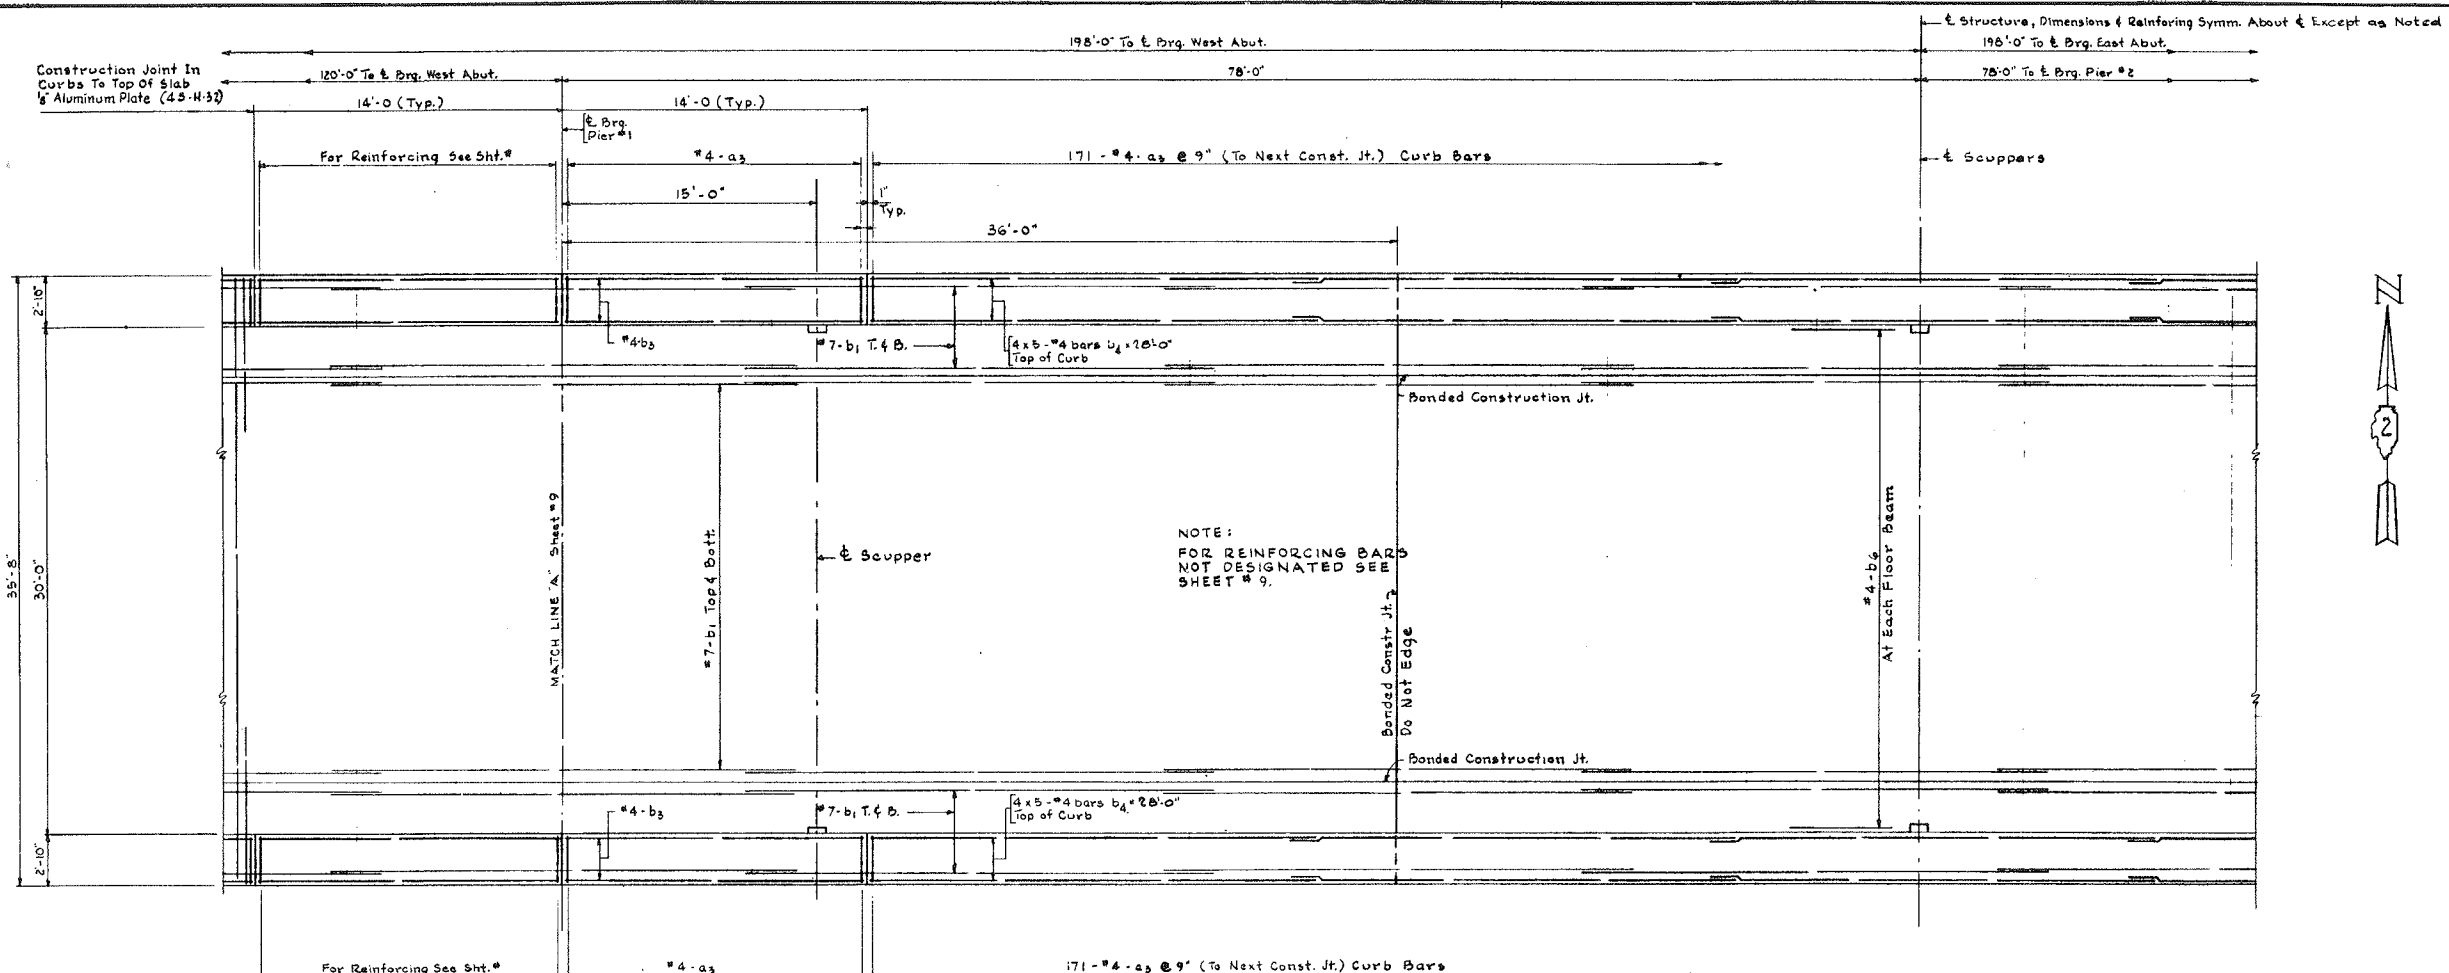 ℄ Structure, Dimensions & Reinforing Symm. About ℄ Except as Noted
198'-0" To ℄ Brg. West Abut.
198'-0" To ℄ Brg. East Abut.
Construction Joint In
Curbs To Top Of Slab
1/8" Aluminum Plate (4S-H-32)
120'-0" To ℄ Brg. West Abut.
78'-0"
78'-0" To ℄ Brg. Pier #2
14'-0 (Typ.)
14'-0 (Typ.)
℄ Brg.
Pier #1
For Reinforcing See Sht.#
#4-a3
171-#4-a3 @ 9" (To Next Const. Jt.) Curb Bars
℄ Scuppars
15'-0"
1"
Typ.
36'-0"
2'-10"
#4-b3
#7-b1 T.&B.
4x5-#4 bars b4 x 28'-0"
Top of Curb
Bonded Construction Jt.
N
2
35'-8"
30'-0"
MATCH LINE "A" Sheet #9
#7-b1 Top & Bott.
℄ Scupper
NOTE:
FOR REINFORCING BARS
NOT DESIGNATED SEE
SHEET #9.
Bonded Constr Jt.
Do Not Edge
#4-b6
At Each Floor Beam
Bonded Construction Jt.
2'-10"
#4-b3
#7-b1 T.&B.
4x5-#4 bars b4 x 28'-0"
Top of Curb
For Reinforcing See Sht.#
#4-a3
171-#4-a3 @ 9" (To Next Const. Jt.) Curb Bars